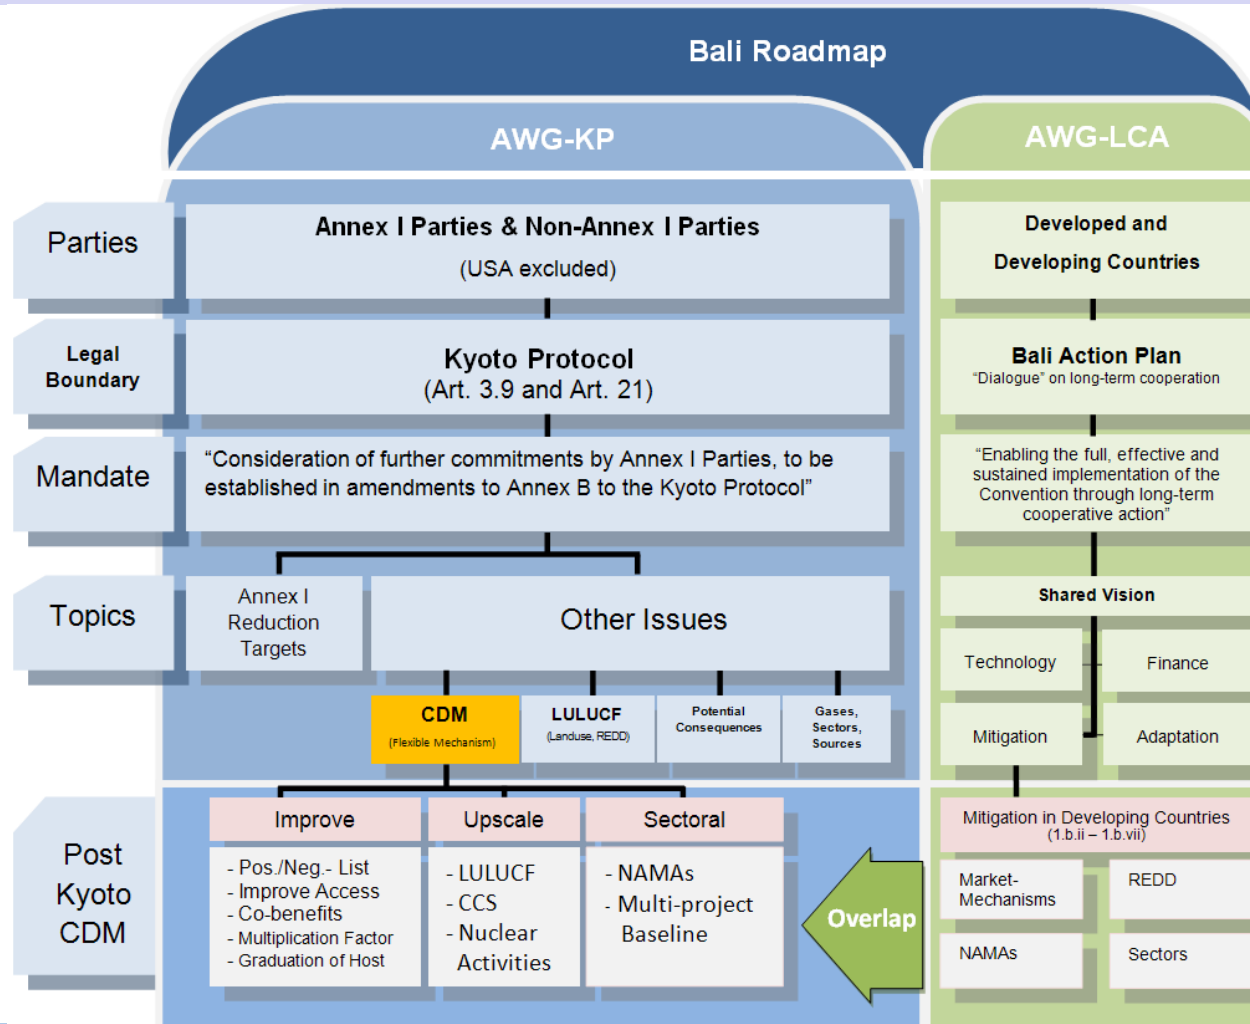 Bali Roadmap
AWG-KP
AWG-LCA
Parties
Annex I Parties & Non-Annex I Parties
(USA excluded)
Developed and
Developing Countries
Legal
Boundary
Kyoto Protocol
(Art. 3.9 and Art. 21)
Bali Action Plan
“Dialogue” on long-term cooperation
Mandate
“Consideration of further commitments by Annex I Parties, to be
established in amendments to Annex B to the Kyoto Protocol”
“Enabling the full, effective and
sustained implementation of the
Convention through long-term
cooperative action”
Topics
Annex I
Reduction
Targets
Other Issues
Shared Vision
Technology
Finance
Mitigation
Adaptation
CDM
(Flexible Mechanism)
LULUCF
(Landuse, REDD)
Potential
Consequences
Gases,
Sectors,
Sources
Post
Kyoto
CDM
Improve
- Pos./Neg.- List
- Improve Access
- Co-benefits
- Multiplication Factor
- Graduation of Host
Upscale
- LULUCF
- CCS
- Nuclear
Activities
Sectoral
- NAMAs
- Multi-project
Baseline
Overlap
Mitigation in Developing Countries
(1.b.ii – 1.b.vii)
Market-
Mechanisms
REDD
NAMAs
Sectors